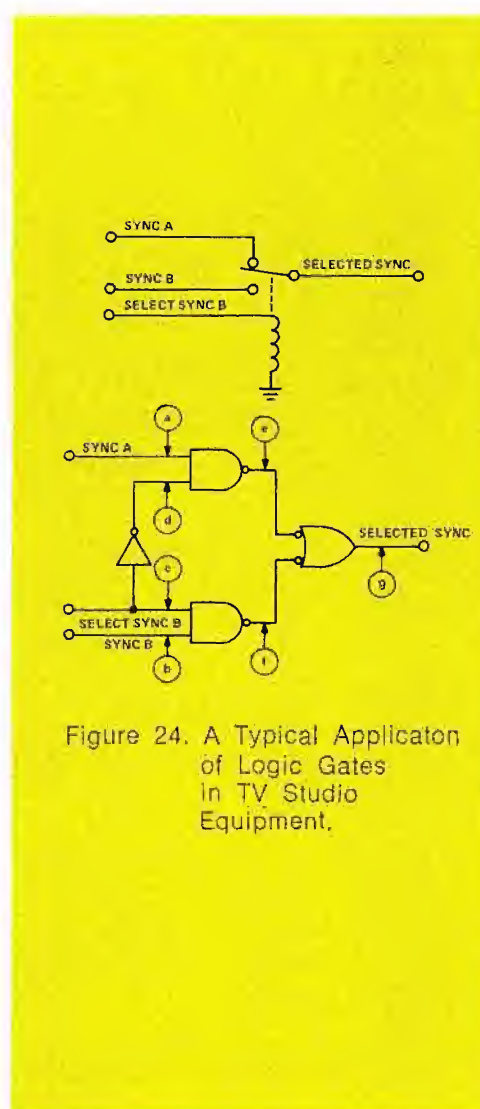 SYNC A
SELECTED SYNC
SYNC B
SELECT SYNC B
a
e
SYNC A
d
SELECTED SYNC
c
g
SELECT SYNC B
SYNC B
b
f
Figure 24. A Typical Applicaton
of Logic Gates
in TV Studio
Equipment.